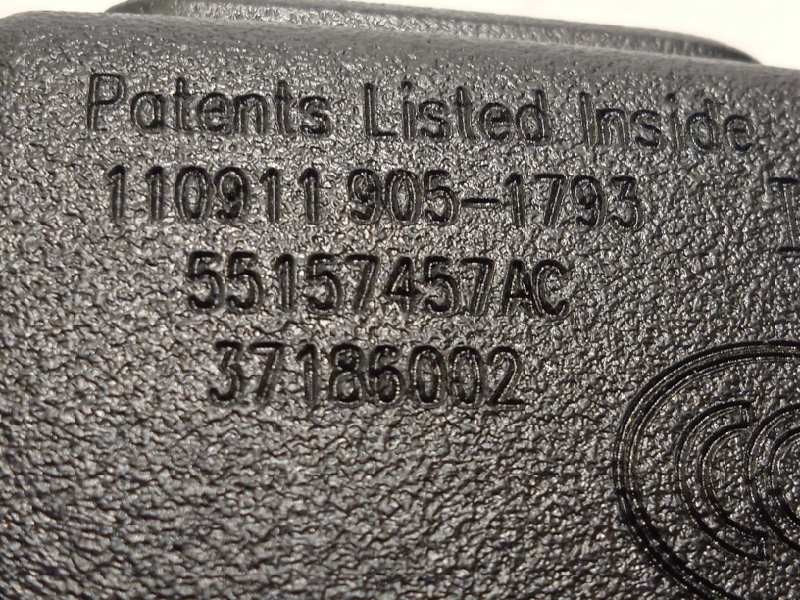 Patents Listed Inside
110911 905-1793
55157457AC
37186002